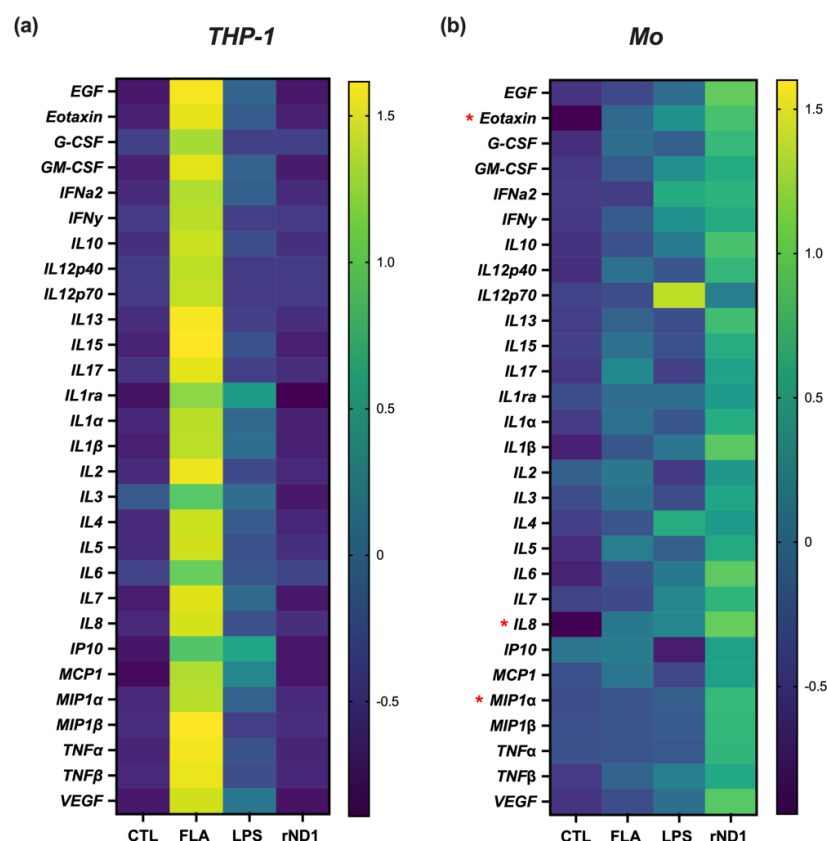 (a)
THP-1
EGF
Eotaxin
G-CSF
GM-CSF
IFNa2
IFNy
IL10
IL12p40
IL12p70
IL13
IL15
IL17
IL1ra
IL1α
IL1β
IL2
IL3
IL4
IL5
IL6
IL7
IL8
IP10
MCP1
MIP1α
MIP1β
TNFα
TNFβ
VEGF
CTL FLA LPS rND1
1.5
1.0
0.5
0
-0.5
(b)
Mo
EGF
* Eotaxin
G-CSF
GM-CSF
IFNa2
IFNy
IL10
IL12p40
IL12p70
IL13
IL15
IL17
IL1ra
IL1α
IL1β
IL2
IL3
IL4
IL5
IL6
IL7
* IL8
IP10
MCP1
* MIP1α
MIP1β
TNFα
TNFβ
VEGF
CTL FLA LPS rND1
1.5
1.0
0.5
0
-0.5